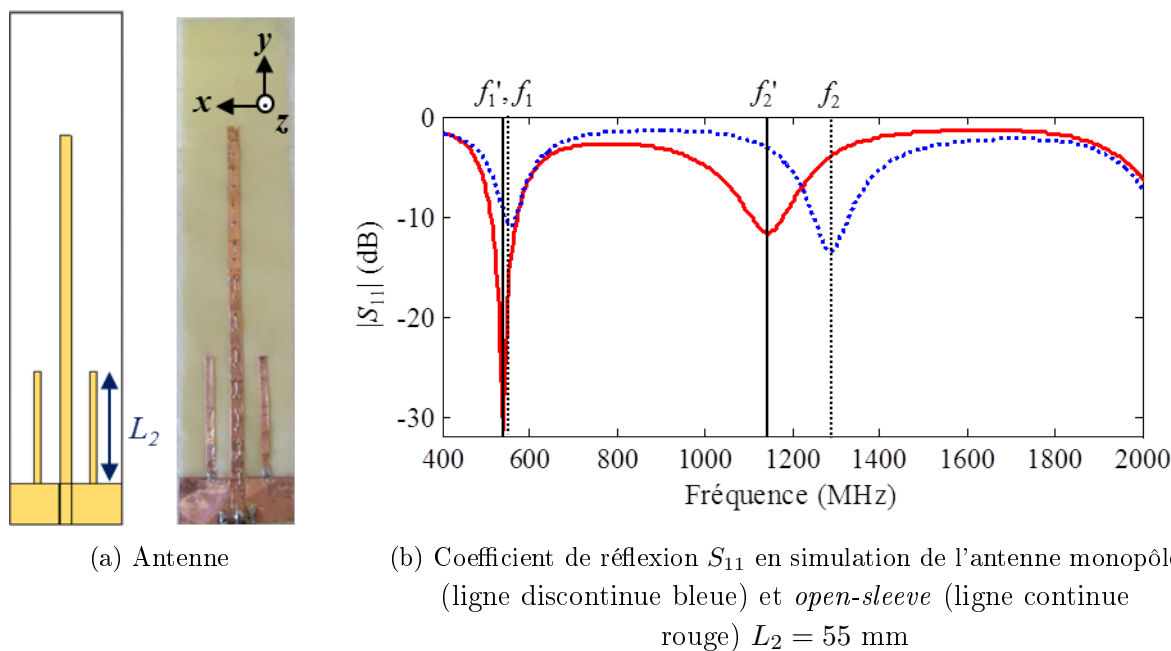 y
x
z
L₂
(a) Antenne
f₁', f₁
f₂'
f₂
0
-10
-20
-30
|S₁₁| (dB)
400 600 800 1000 1200 1400 1600 1800 2000
Fréquence (MHz)
(b) Coefficient de réflexion S₁₁ en simulation de l'antenne monopôl
(ligne discontinue bleue) et open-sleeve (ligne continue
rouge) L₂ = 55 mm